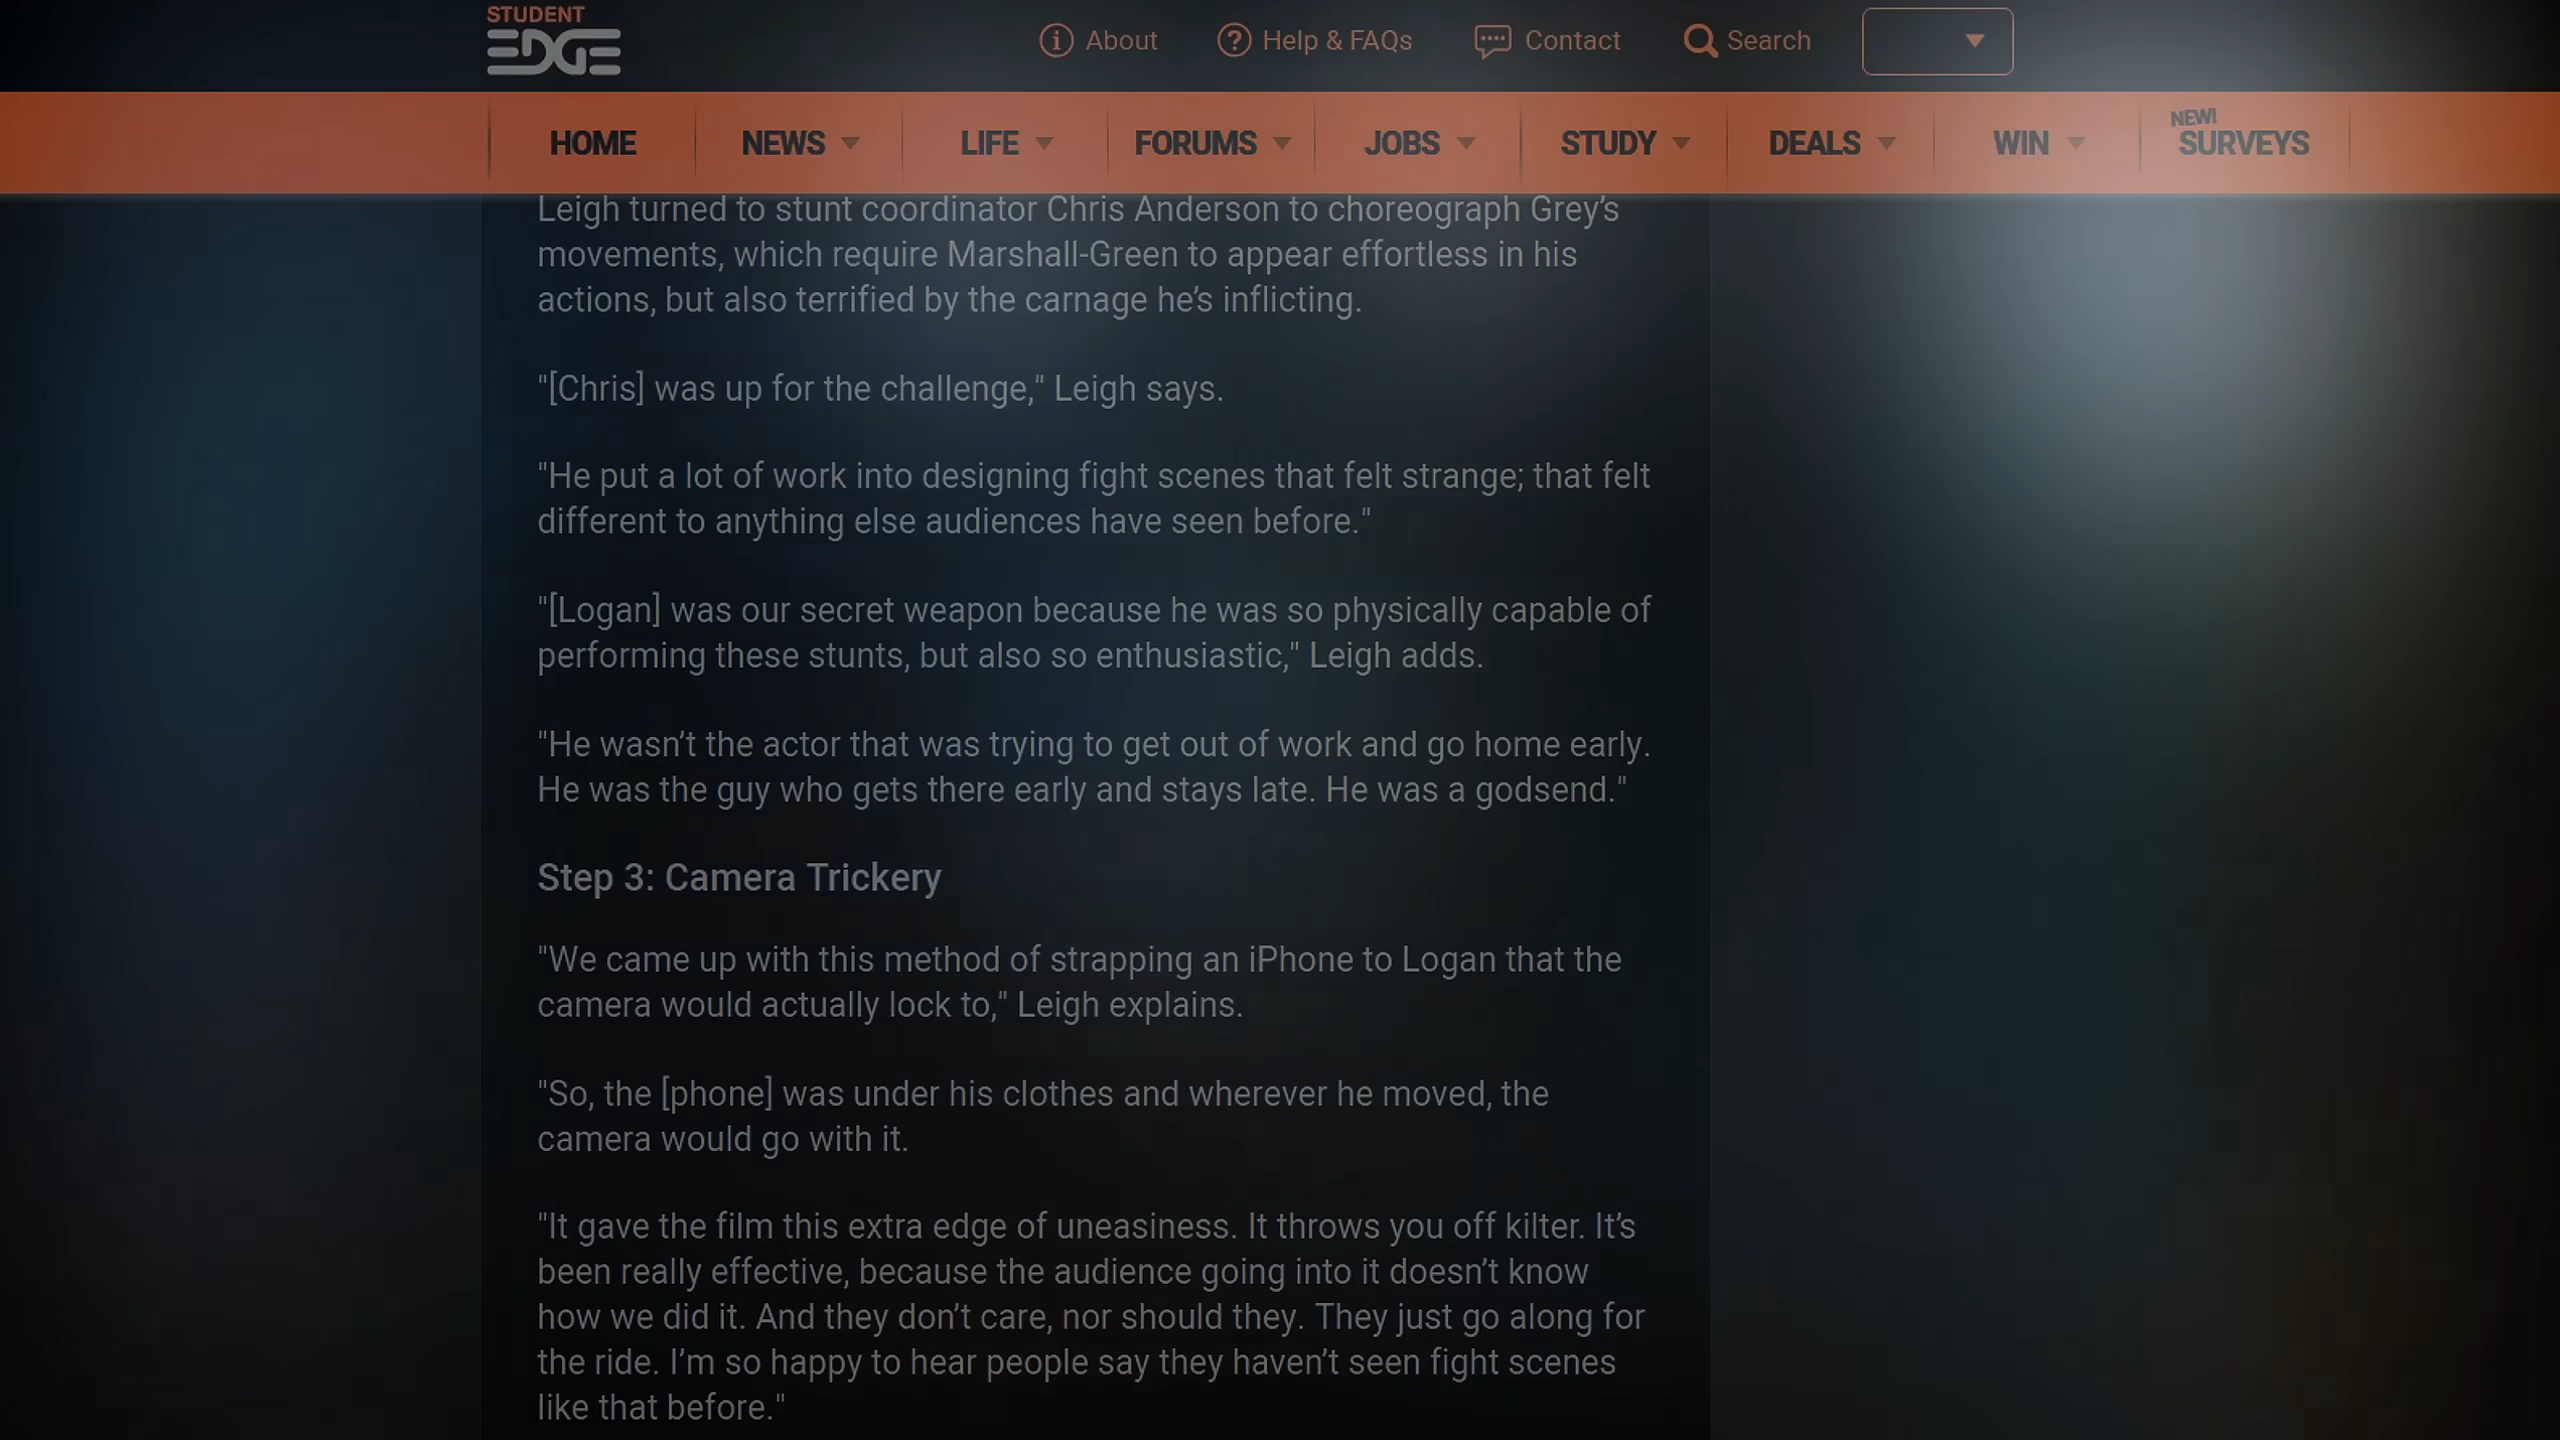 STUDENT
EDGE
About
Help & FAQs
Contact
Search
HOME
NEWS
LIFE
FORUMS
JOBS
STUDY
DEALS
WIN
NEW!
SURVEYS
Leigh turned to stunt coordinator Chris Anderson to choreograph Grey’s
movements, which require Marshall-Green to appear effortless in his
actions, but also terrified by the carnage he’s inflicting.
"[Chris] was up for the challenge," Leigh says.
"He put a lot of work into designing fight scenes that felt strange; that felt
different to anything else audiences have seen before."
"[Logan] was our secret weapon because he was so physically capable of
performing these stunts, but also so enthusiastic," Leigh adds.
"He wasn’t the actor that was trying to get out of work and go home early.
He was the guy who gets there early and stays late. He was a godsend."
Step 3: Camera Trickery
"We came up with this method of strapping an iPhone to Logan that the
camera would actually lock to," Leigh explains.
"So, the [phone] was under his clothes and wherever he moved, the
camera would go with it.
"It gave the film this extra edge of uneasiness. It throws you off kilter. It’s
been really effective, because the audience going into it doesn’t know
how we did it. And they don’t care, nor should they. They just go along for
the ride. I’m so happy to hear people say they haven’t seen fight scenes
like that before."